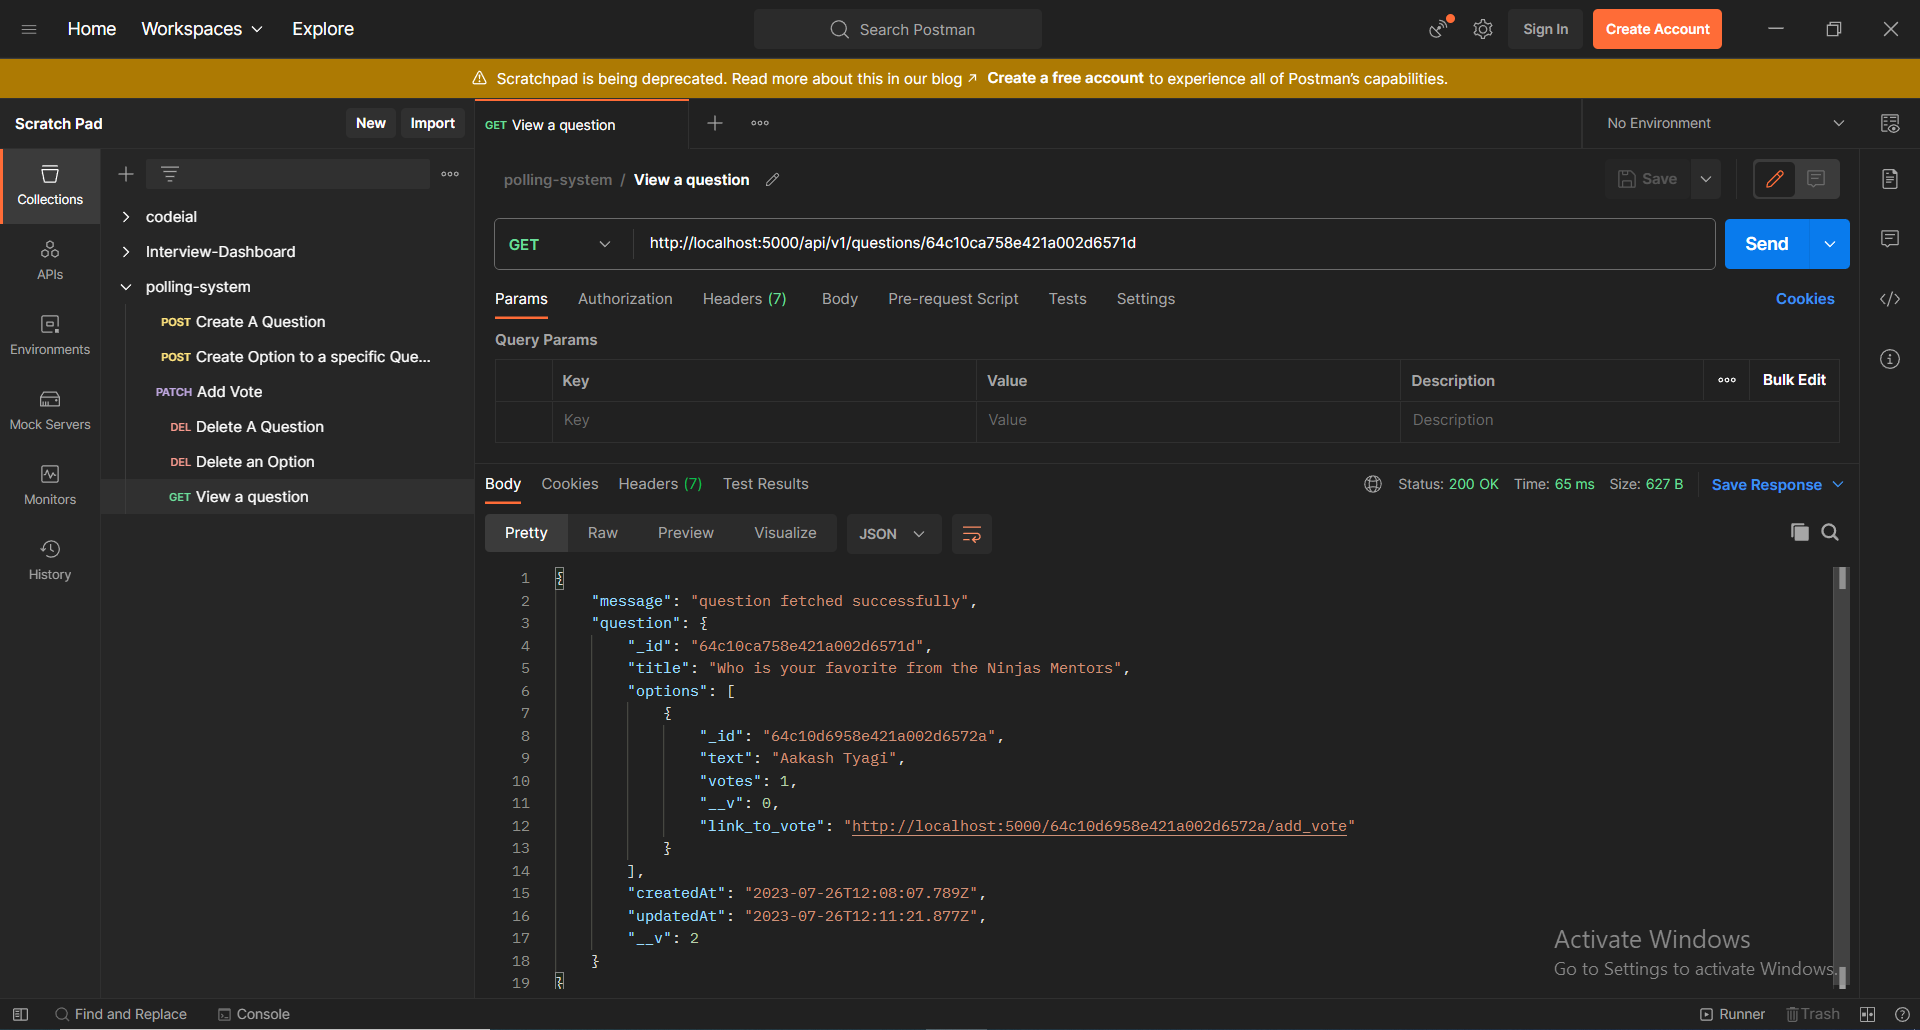 Home Workspaces Explore Search Postman Sign In Create Account
Scratchpad is being deprecated. Read more about this in our blog ↗ Create a free account to experience all of Postman's capabilities.
Scratch Pad New Import GET View a question No Environment
Collections
APIs
Environments
Mock Servers
Monitors
History
codeial
Interview-Dashboard
polling-system
POST Create A Question
POST Create Option to a specific Que...
PATCH Add Vote
DEL Delete A Question
DEL Delete an Option
GET View a question
polling-system / View a question Save
GET http://localhost:5000/api/v1/questions/64c10ca758e421a002d6571d Send
Params Authorization Headers (7) Body Pre-request Script Tests Settings Cookies
Query Params
Key Value Description Bulk Edit
Key Value Description
Body Cookies Headers (7) Test Results Status: 200 OK Time: 65 ms Size: 627 B Save Response
Pretty Raw Preview Visualize JSON
1 {
2 "message": "question fetched successfully",
3 "question": {
4 "_id": "64c10ca758e421a002d6571d",
5 "title": "Who is your favorite from the Ninjas Mentors",
6 "options": [
7 {
8 "_id": "64c10d6958e421a002d6572a",
9 "text": "Aakash Tyagi",
10 "votes": 1,
11 "__v": 0,
12 "link_to_vote": "http://localhost:5000/64c10d6958e421a002d6572a/add_vote"
13 }
14 ],
15 "createdAt": "2023-07-26T12:08:07.789Z",
16 "updatedAt": "2023-07-26T12:11:21.877Z",
17 "__v": 2
18 }
19 }
Activate Windows
Go to Settings to activate Windows.
Find and Replace Console Runner Trash